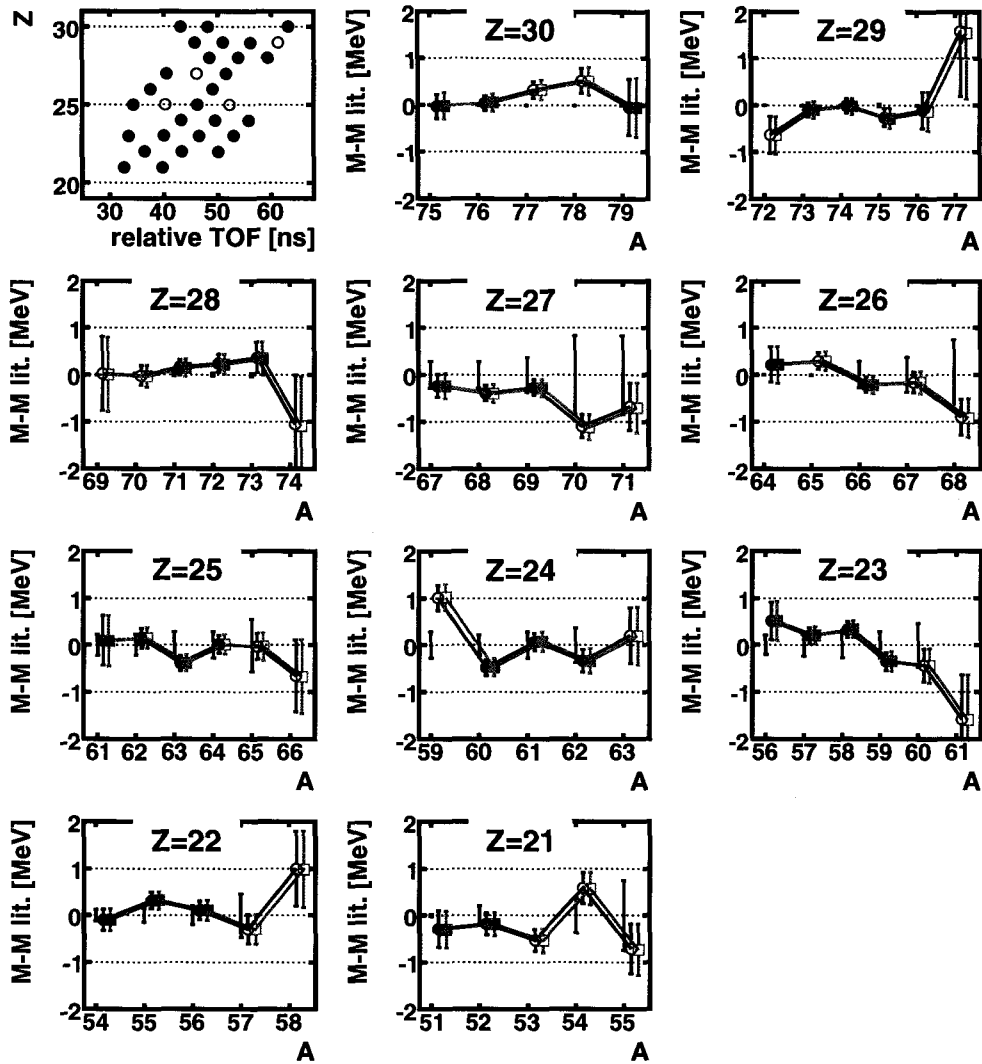 Z
30
25
20
30 40 50 60
relative TOF [ns]
M-M lit. [MeV]
Z=30
2
1
0
-1
-2
75 76 77 78 79
A
M-M lit. [MeV]
Z=29
2
1
0
-1
-2
72 73 74 75 76 77
A
M-M lit. [MeV]
Z=28
2
1
0
-1
-2
69 70 71 72 73 74
A
M-M lit. [MeV]
Z=27
2
1
0
-1
-2
67 68 69 70 71
A
M-M lit. [MeV]
Z=26
2
1
0
-1
-2
64 65 66 67 68
A
M-M lit. [MeV]
Z=25
2
1
0
-1
-2
61 62 63 64 65 66
A
M-M lit. [MeV]
Z=24
2
1
0
-1
-2
59 60 61 62 63
A
M-M lit. [MeV]
Z=23
2
1
0
-1
-2
56 57 58 59 60 61
A
M-M lit. [MeV]
Z=22
2
1
0
-1
-2
54 55 56 57 58
A
M-M lit. [MeV]
Z=21
2
1
0
-1
-2
51 52 53 54 55
A